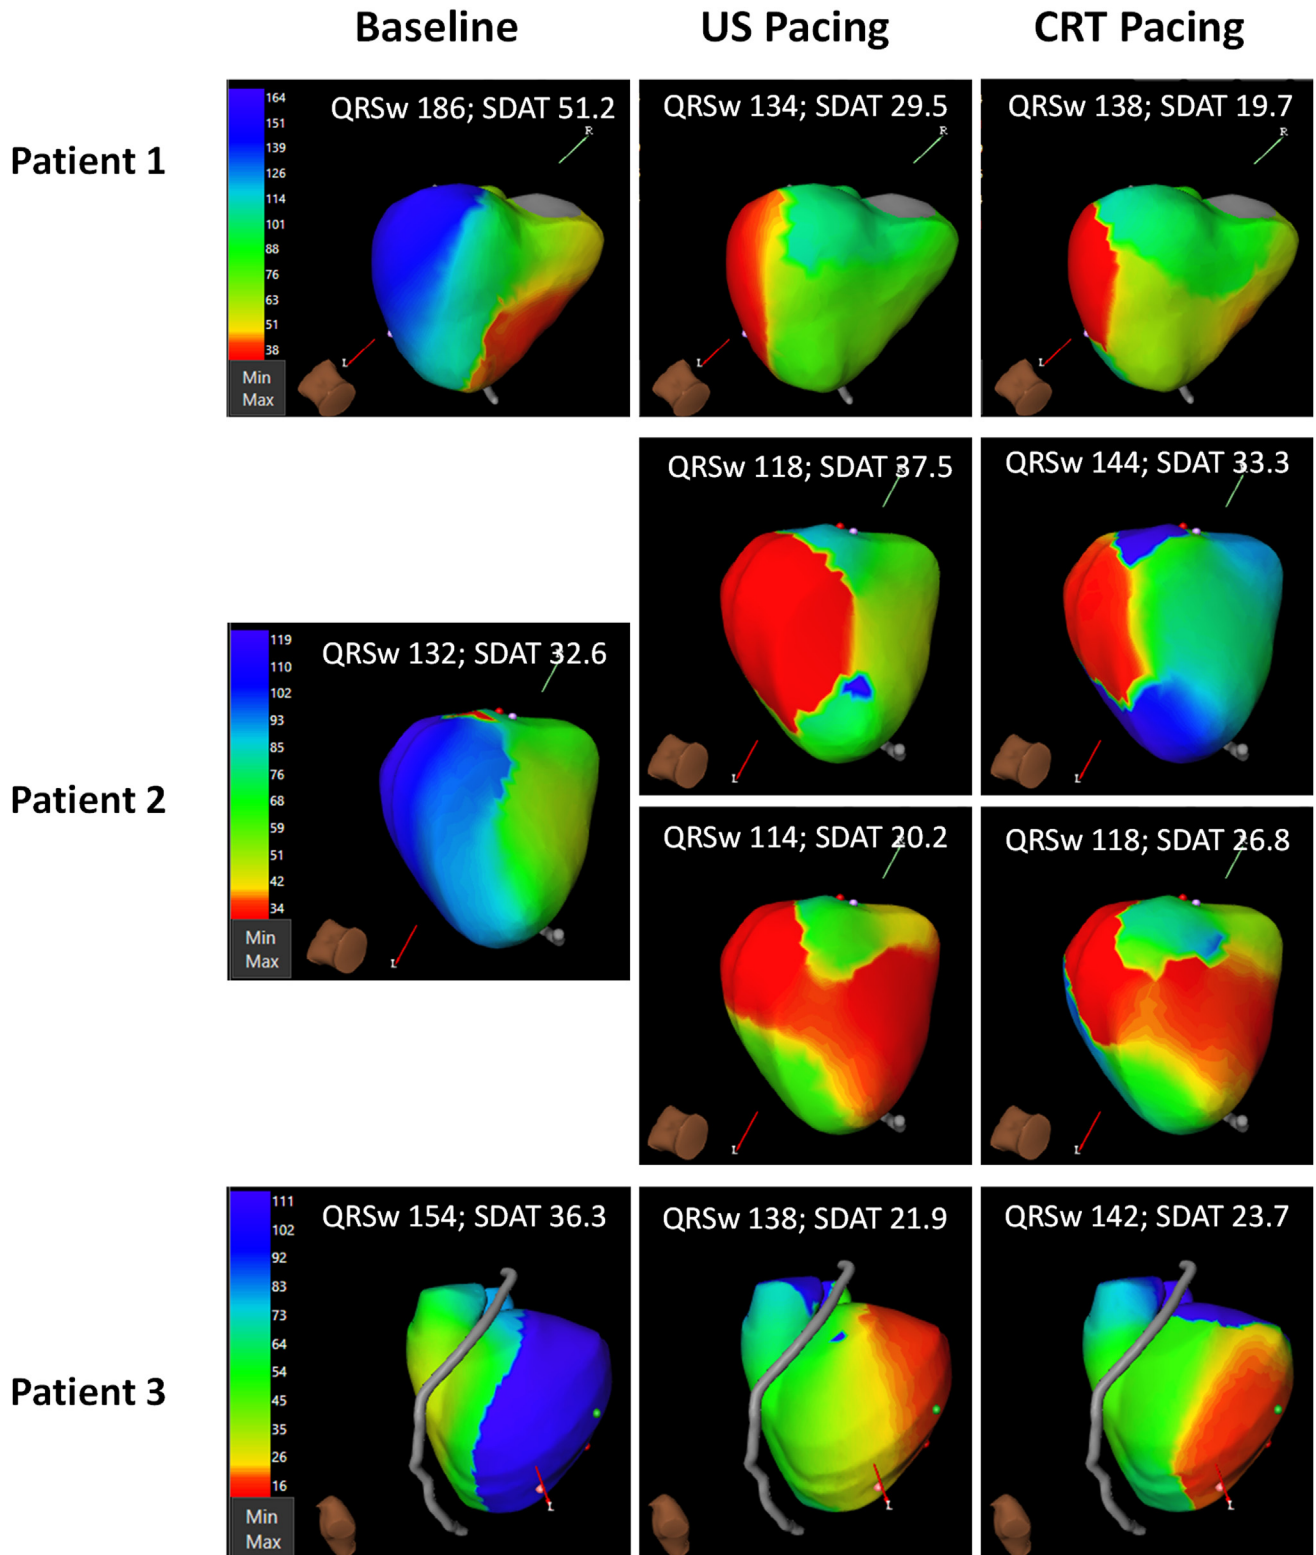 Baseline US Pacing CRT Pacing
Patient 1
QRSw 186; SDAT 51.2
164
151
139
126
114
101
88
76
63
51
38
Min
Max
R
L
QRSw 134; SDAT 29.5
R
L
QRSw 138; SDAT 19.7
R
L
Patient 2
QRSw 132; SDAT 32.6
119
110
102
93
85
76
68
59
51
42
34
Min
Max
L
QRSw 118; SDAT 37.5
L
QRSw 144; SDAT 33.3
L
QRSw 114; SDAT 20.2
L
QRSw 118; SDAT 26.8
L
Patient 3
QRSw 154; SDAT 36.3
111
102
92
83
73
64
54
45
35
26
16
Min
Max
L
QRSw 138; SDAT 21.9
L
QRSw 142; SDAT 23.7
L